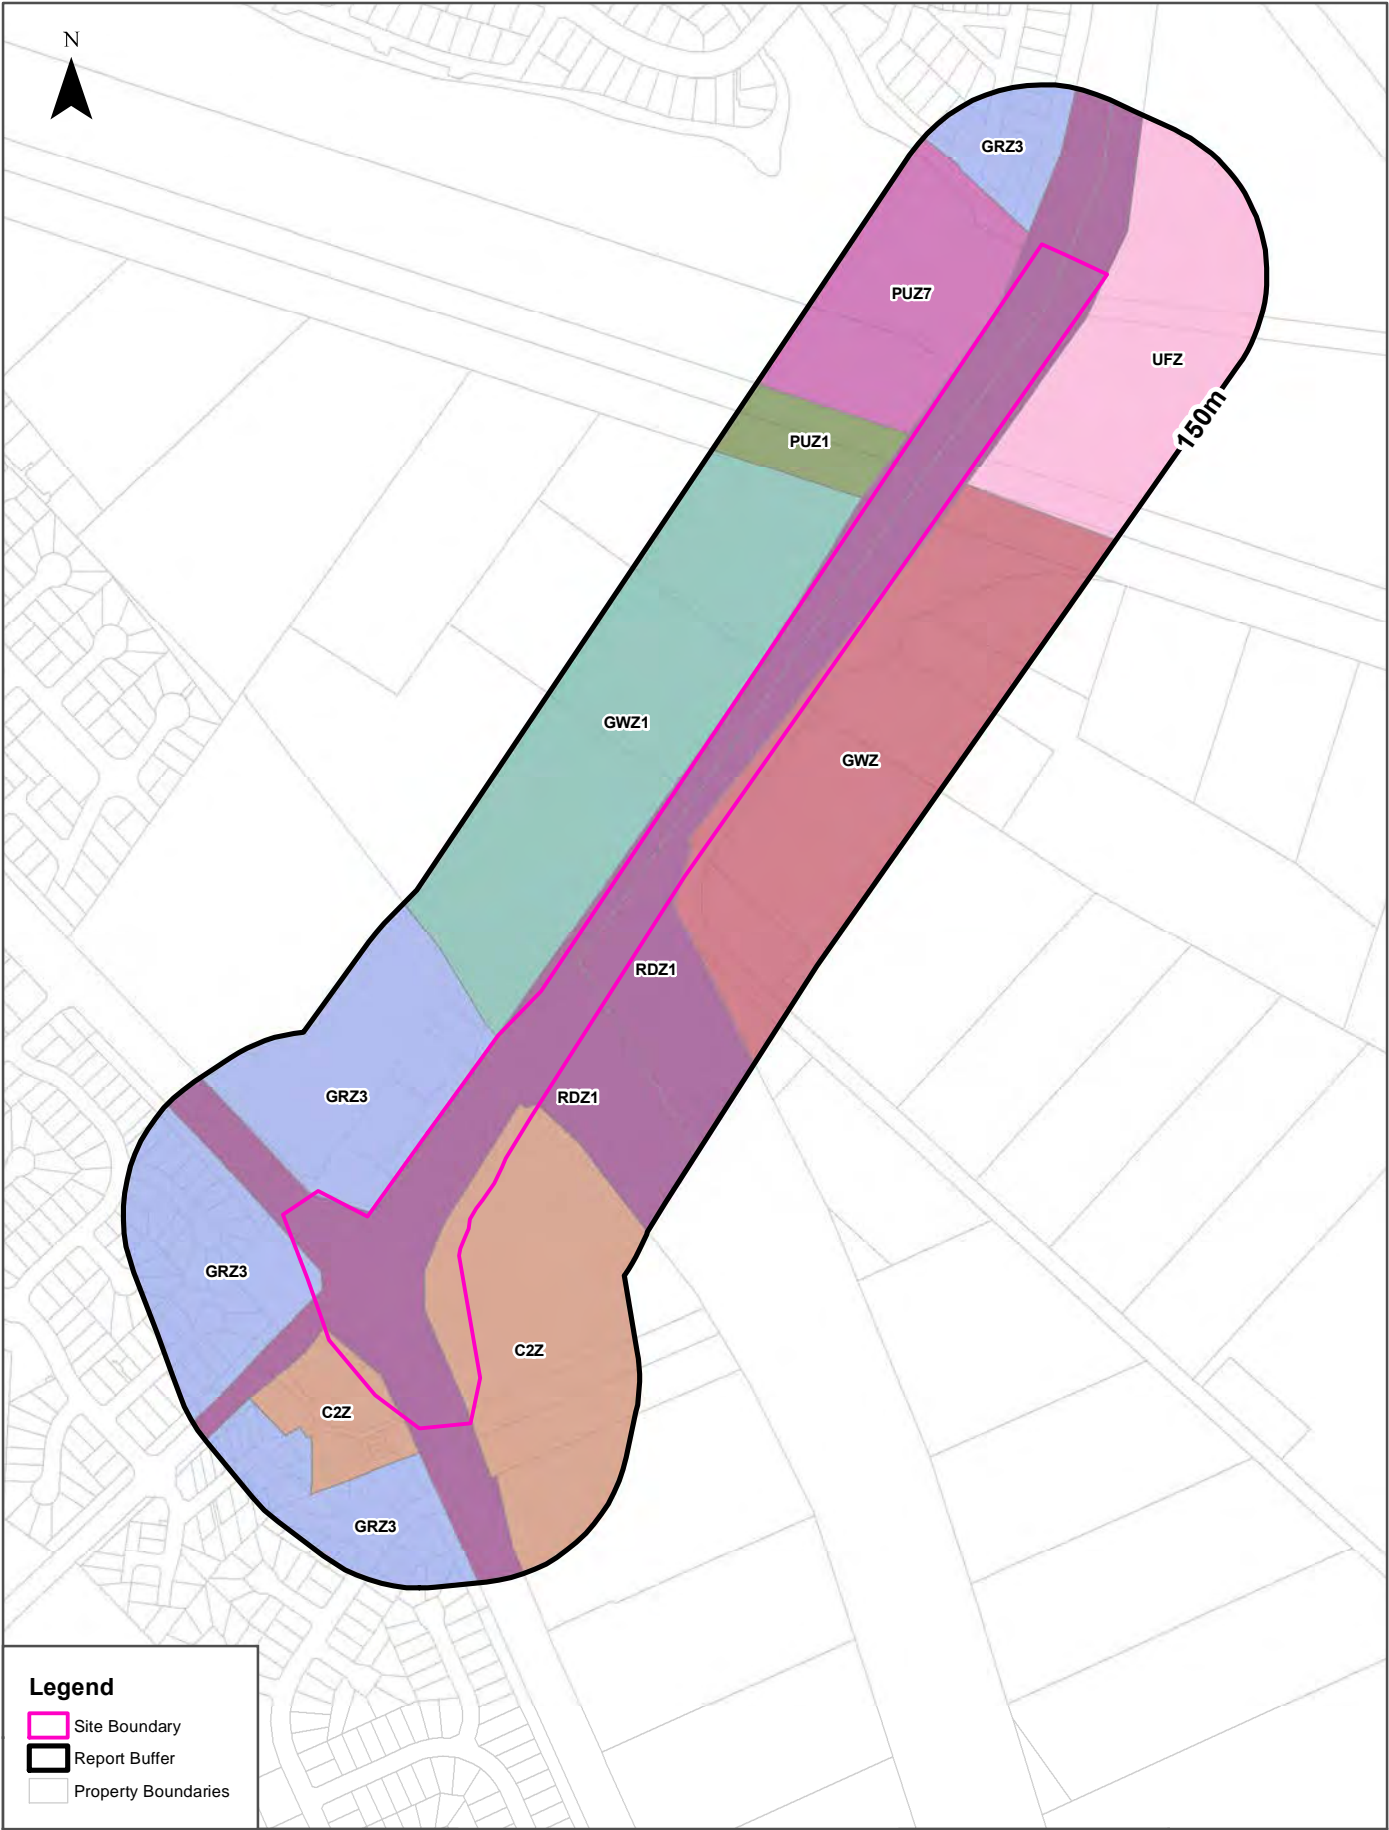 N
GRZ3
PUZ7
UFZ
150m
PUZ1
GWZ1
GWZ
RDZ1
GRZ3
RDZ1
GRZ3
C2Z
C2Z
GRZ3
Legend
Site Boundary
Report Buffer
Property Boundaries